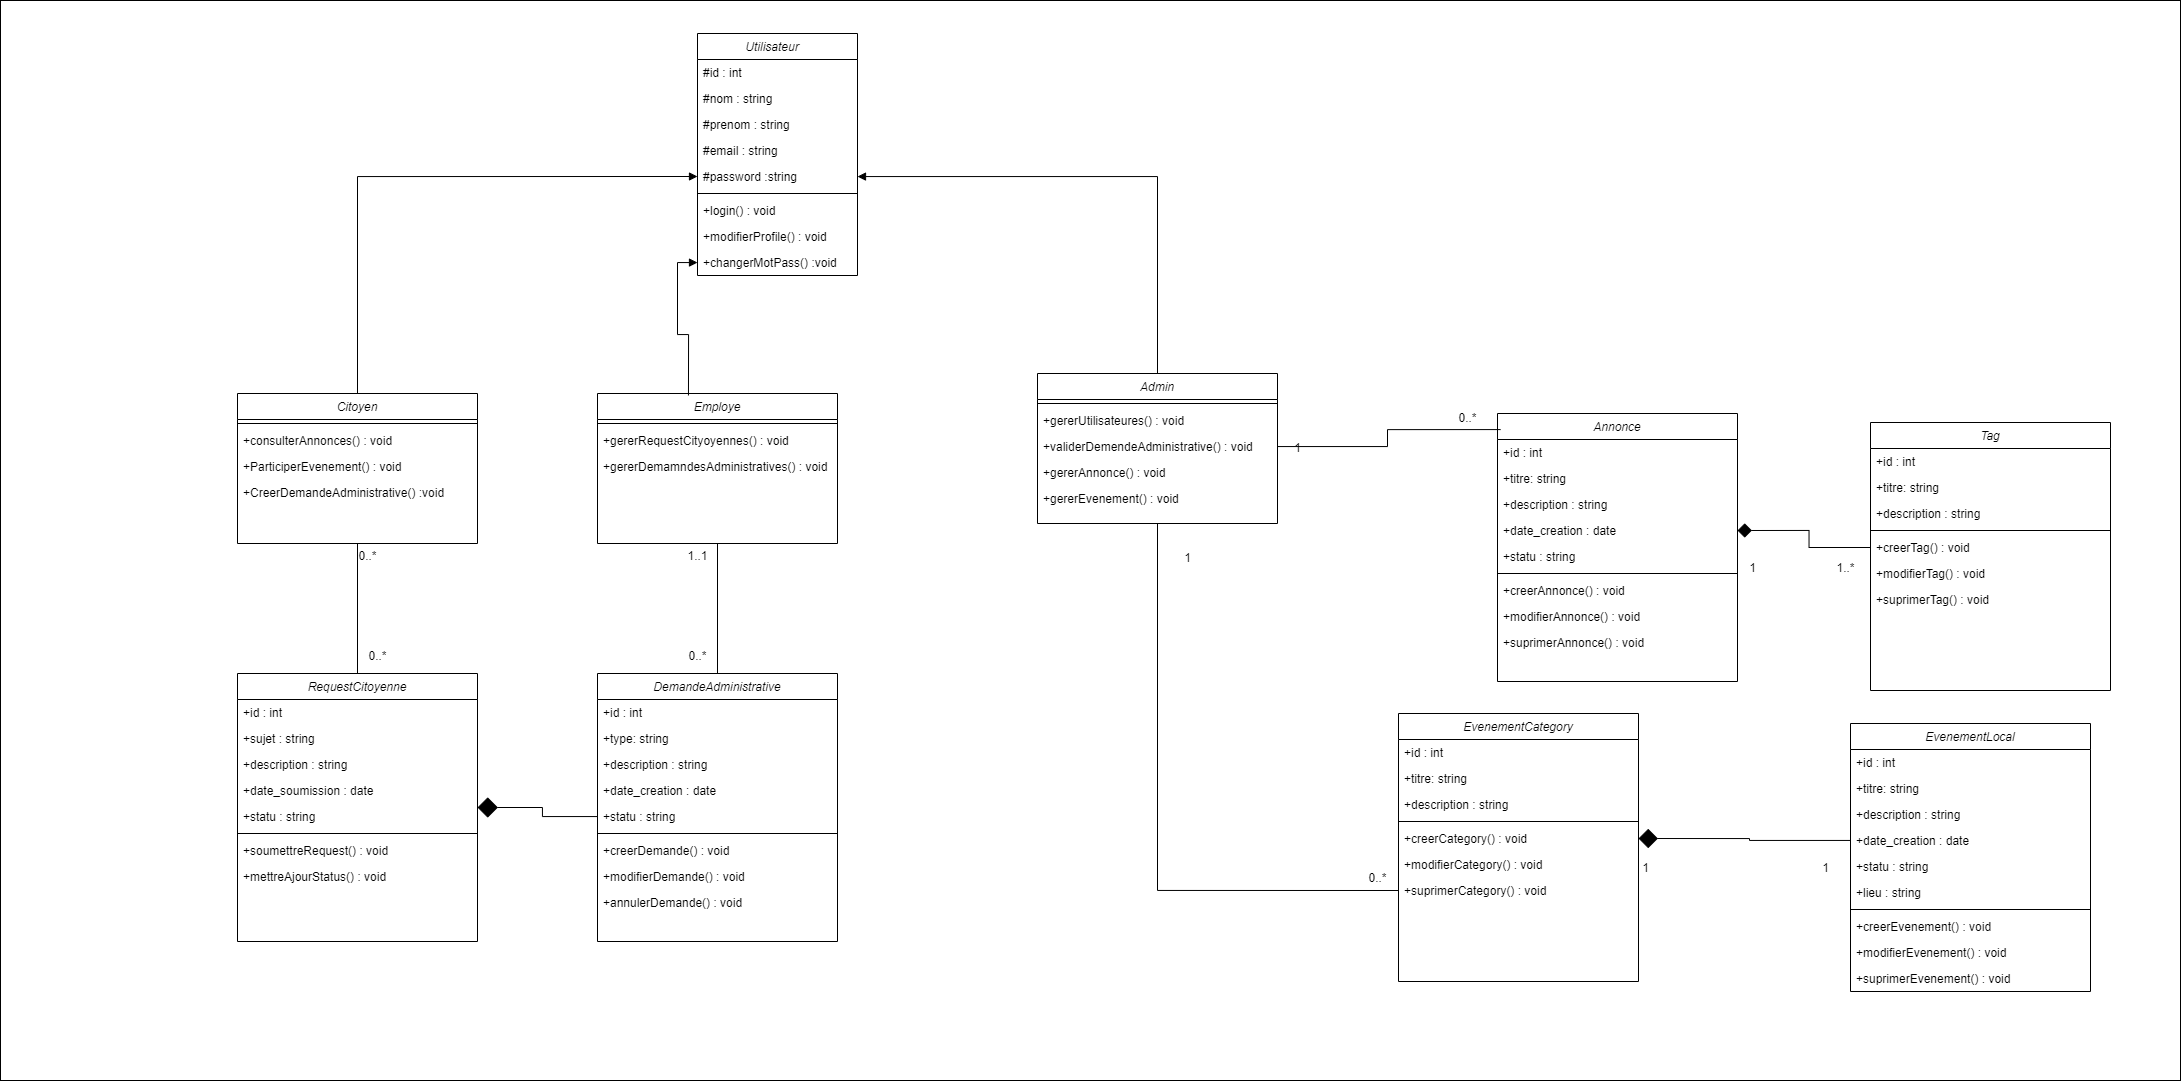 Utilisateur
#id : int
#nom : string
#prenom : string
#email : string
#password :string
+login() : void
+modifierProfile() : void
+changerMotPass() :void
Citoyen
+consulterAnnonces() : void
+ParticiperEvenement() : void
+CreerDemandeAdministrative() :void
0..*
0..*
Employe
+gererRequestCityoyennes() : void
+gererDemamndesAdministratives() : void
1..1
0..*
Admin
+gererUtilisateures() : void
+validerDemendeAdministrative() : void
+gererAnnonce() : void
+gererEvenement() : void
1
0..*
1
0..*
Annonce
+id : int
+titre: string
+description : string
+date_creation : date
+statu : string
+creerAnnonce() : void
+modifierAnnonce() : void
+suprimerAnnonce() : void
1
1..*
Tag
+id : int
+titre: string
+description : string
+creerTag() : void
+modifierTag() : void
+suprimerTag() : void
RequestCitoyenne
+id : int
+sujet : string
+description : string
+date_soumission : date
+statu : string
+soumettreRequest() : void
+mettreAjourStatus() : void
DemandeAdministrative
+id : int
+type: string
+description : string
+date_creation : date
+statu : string
+creerDemande() : void
+modifierDemande() : void
+annulerDemande() : void
EvenementCategory
+id : int
+titre: string
+description : string
+creerCategory() : void
+modifierCategory() : void
+suprimerCategory() : void
1
1
EvenementLocal
+id : int
+titre: string
+description : string
+date_creation : date
+statu : string
+lieu : string
+creerEvenement() : void
+modifierEvenement() : void
+suprimerEvenement() : void